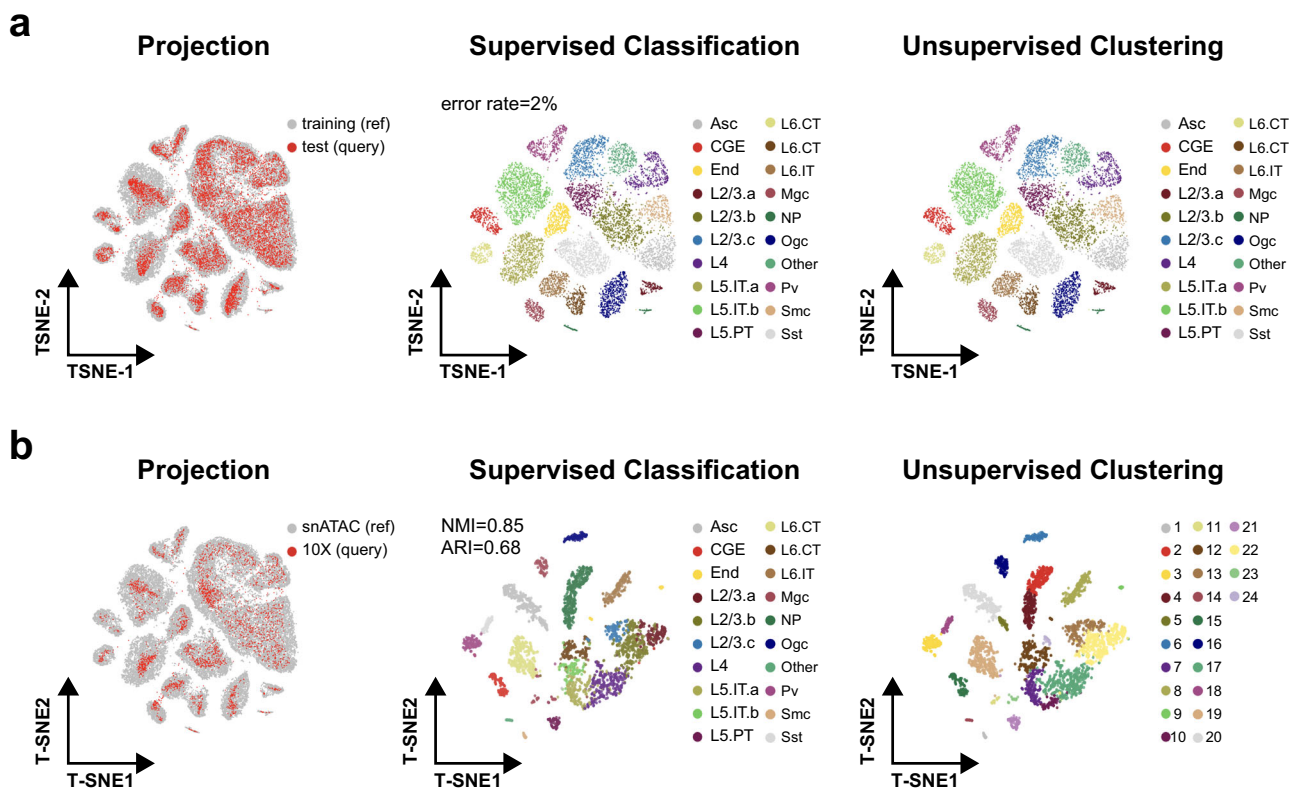 a
Projection
Supervised Classification
Unsupervised Clustering
training (ref)
test (query)
TSNE-2
TSNE-1
error rate=2%
Asc
CGE
End
L2/3.a
L2/3.b
L2/3.c
L4
L5.IT.a
L5.IT.b
L5.PT
L6.CT
L6.CT
L6.IT
Mgc
NP
Ogc
Other
Pv
Smc
Sst
TSNE-2
TSNE-1
Asc
CGE
End
L2/3.a
L2/3.b
L2/3.c
L4
L5.IT.a
L5.IT.b
L5.PT
L6.CT
L6.CT
L6.IT
Mgc
NP
Ogc
Other
Pv
Smc
Sst
TSNE-2
TSNE-1
b
Projection
Supervised Classification
Unsupervised Clustering
snATAC (ref)
10X (query)
T-SNE2
T-SNE1
NMI=0.85
ARI=0.68
Asc
CGE
End
L2/3.a
L2/3.b
L2/3.c
L4
L5.IT.a
L5.IT.b
L5.PT
L6.CT
L6.CT
L6.IT
Mgc
NP
Ogc
Other
Pv
Smc
Sst
T-SNE2
T-SNE1
1
2
3
4
5
6
7
8
9
10
11
12
13
14
15
16
17
18
19
20
21
22
23
24
T-SNE2
T-SNE1